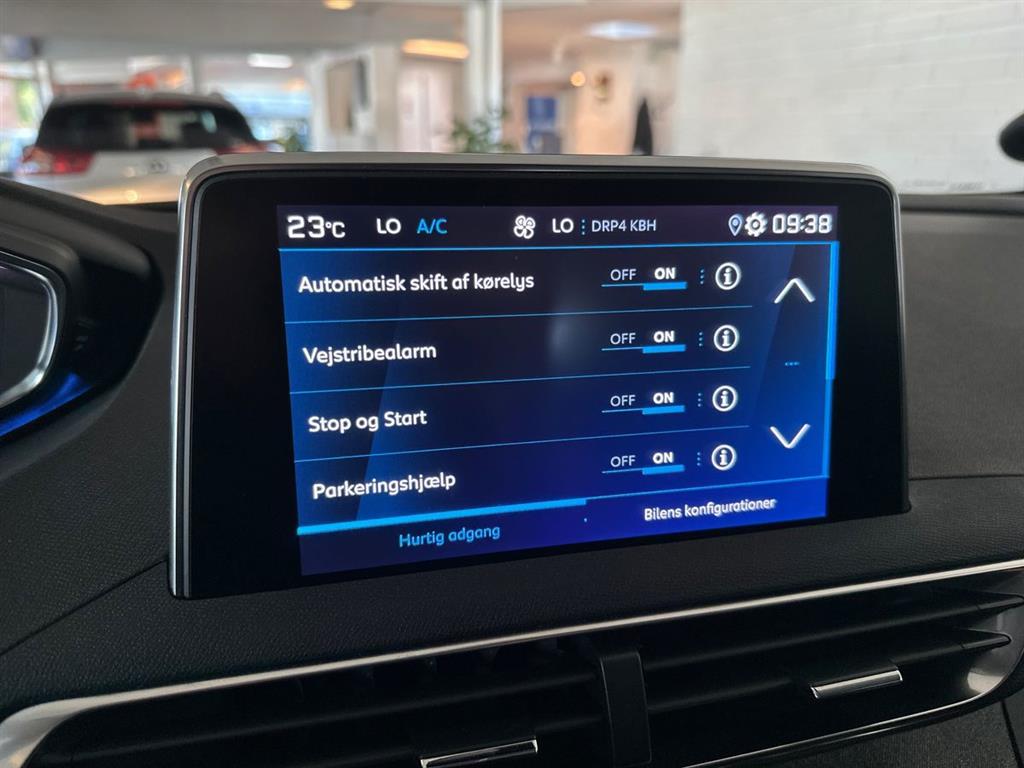 23°C LO A/C LO DRP4 KBH 09:38
Automatisk skift af kørelys OFF ON
Vejstribealarm OFF ON
Stop og Start OFF ON
Parkeringshjælp OFF ON
Hurtig adgang Bilens konfigurationer